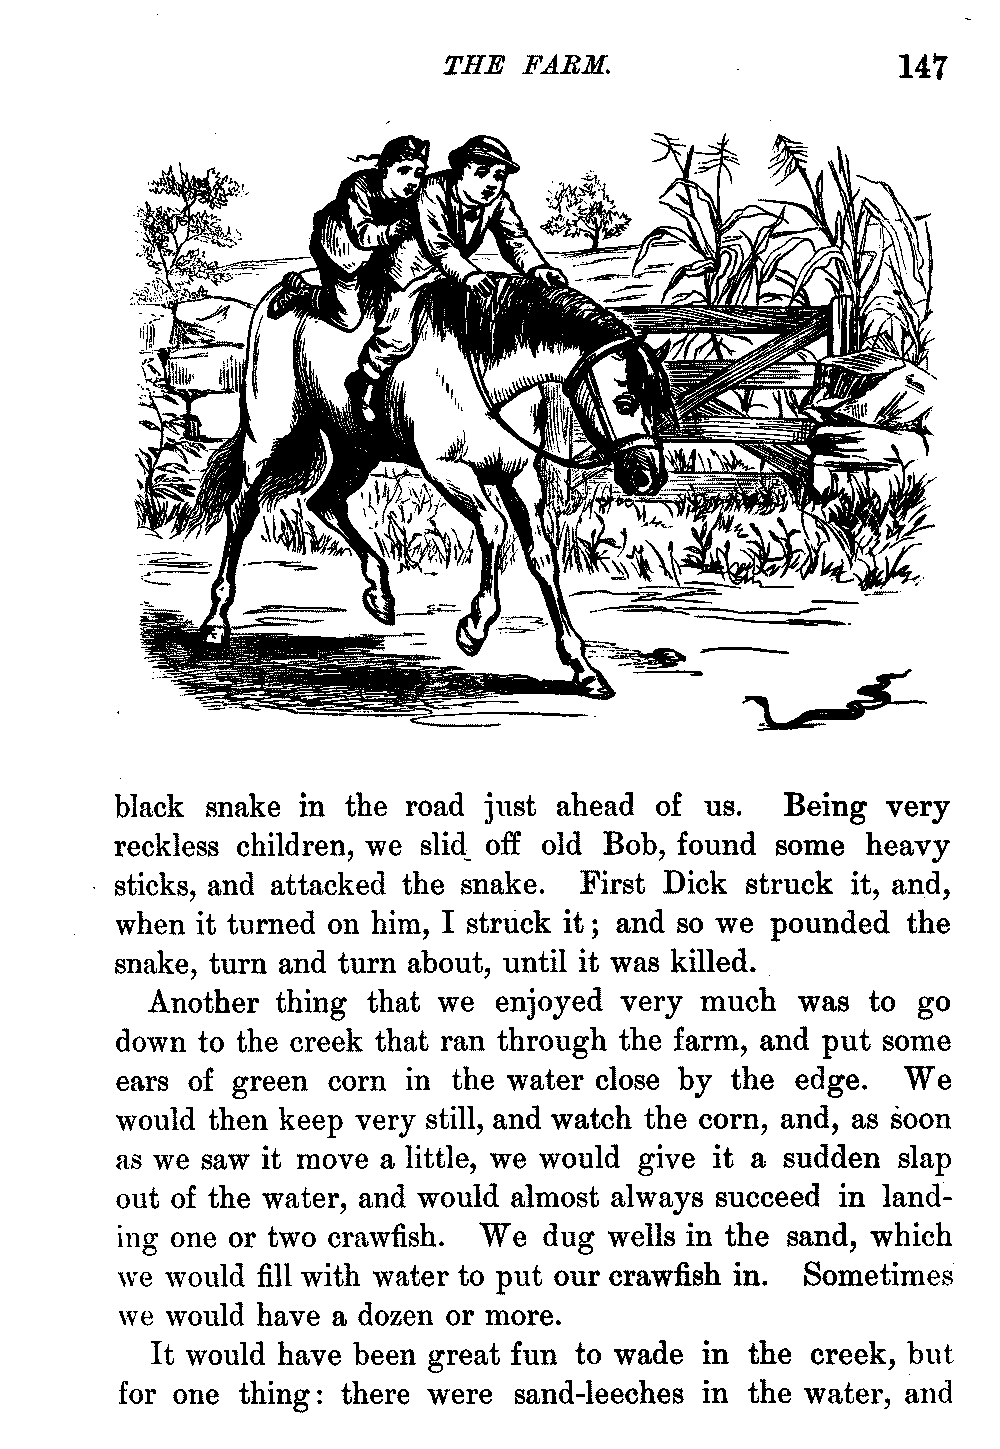 THE FARM. 147
black snake in the road just ahead of us. Being very
reckless children, we slid off old Bob, found some heavy
sticks, and attacked the snake. First Dick struck it, and,
when it turned on him, I struck it; and so we pounded the
snake, turn and turn about, until it was killed.
Another thing that we enjoyed very much was to go
down to the creek that ran through the farm, and put some
ears of green corn in the water close by the edge. We
would then keep very still, and watch the corn, and, as soon
as we saw it move a little, we would give it a sudden slap
out of the water, and would almost always succeed in land-
ing one or two crawfish. We dug wells in the sand, which
we would fill with water to put our crawfish in. Sometimes
we would have a dozen or more.
It would have been great fun to wade in the creek, but
for one thing: there were sand-leeches in the water, and